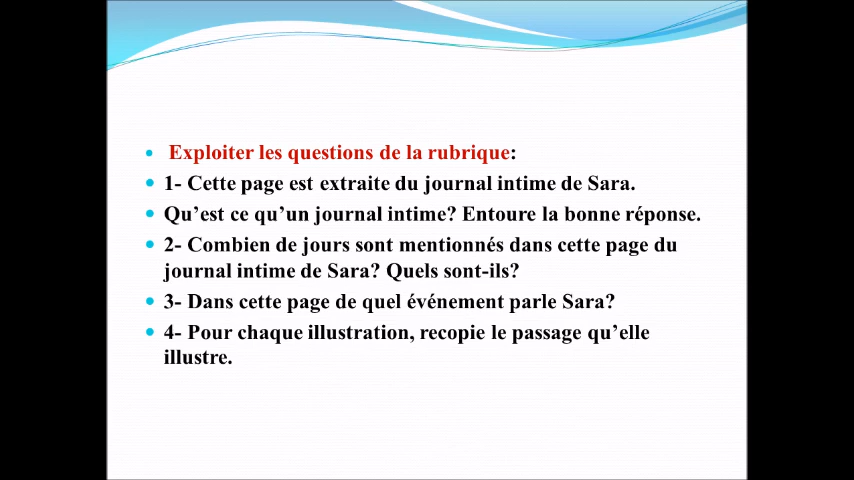 Exploiter les questions de la rubrique:
1- Cette page est extraite du journal intime de Sara.
Qu’est ce qu’un journal intime? Entoure la bonne réponse.
2- Combien de jours sont mentionnés dans cette page du
journal intime de Sara? Quels sont-ils?
3- Dans cette page de quel événement parle Sara?
4- Pour chaque illustration, recopie le passage qu’elle
illustre.